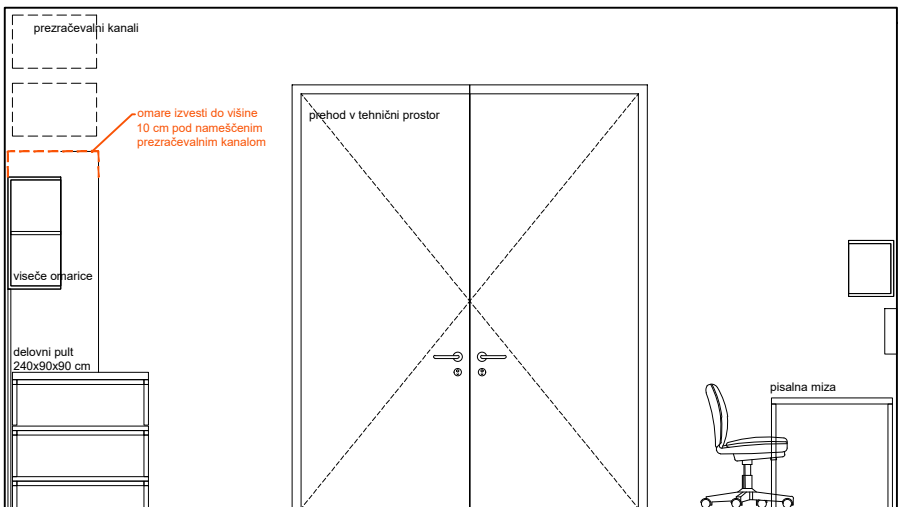 prezračevalni kanali
omare izvesti do višine
10 cm pod nameščenim
prezračevalnim kanalom
prehod v tehnični prostor
viseče omarice
delovni pult
240x90x90 cm
pisalna miza